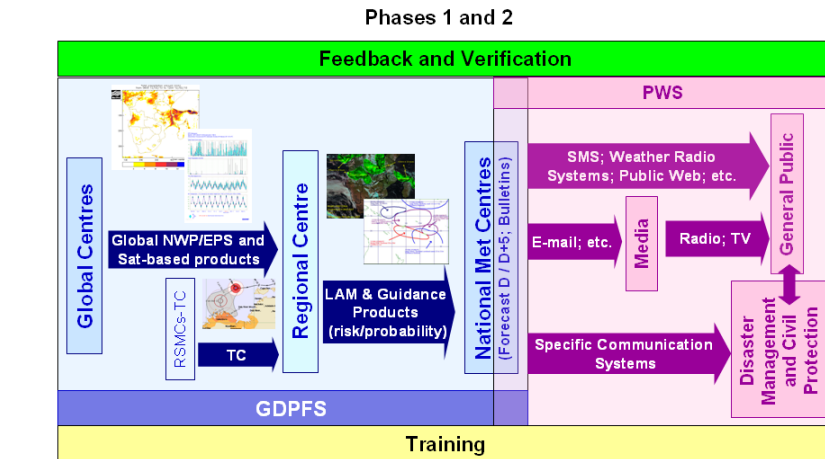 Phases 1 and 2
Feedback and Verification
PWS
Global Centres
Global NWP/EPS and
Sat-based products
RSMCs-TC
TC
Regional Centre
LAM & Guidance
Products
(risk/probability)
National Met Centres
(Forecast D / D+5; Bulletins)
SMS; Weather Radio
Systems; Public Web; etc.
E-mail; etc.
Media
Radio; TV
General Public
Specific Communication
Systems
Disaster
Management
and Civil
Protection
GDPFS
Training